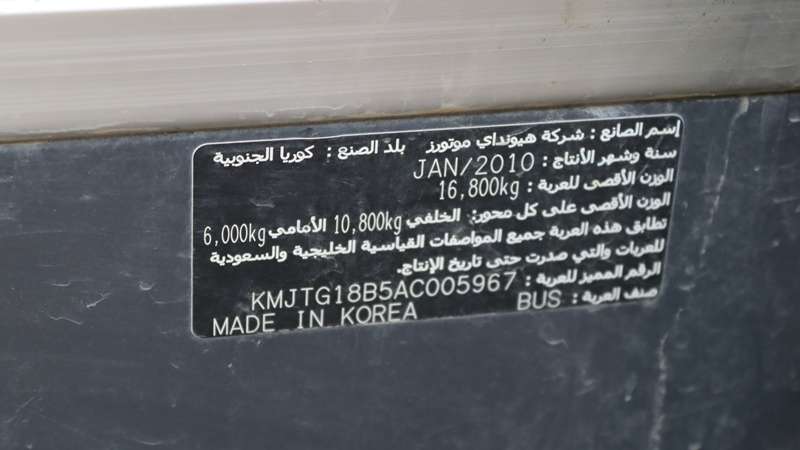 إسم الصانع : شركة هيونداي موتورز بلد الصنع : كوريا الجنوبية
سنة وشهر الأنتاج : JAN/2010
الوزن الأقصى للعربة : 16,800kg
الوزن الأقصى على كل محور: الخلفي 10,800kg الأمامي 6,000kg
تطابق هذه العربة جميع المواصفات القياسية الخليجية والسعودية
للعربات والتي صدرت حتى تاريخ الإنتاج.
الرقم المميز للعربة : KMJTG18B5AC005967
صنف العربة : BUS
MADE IN KOREA